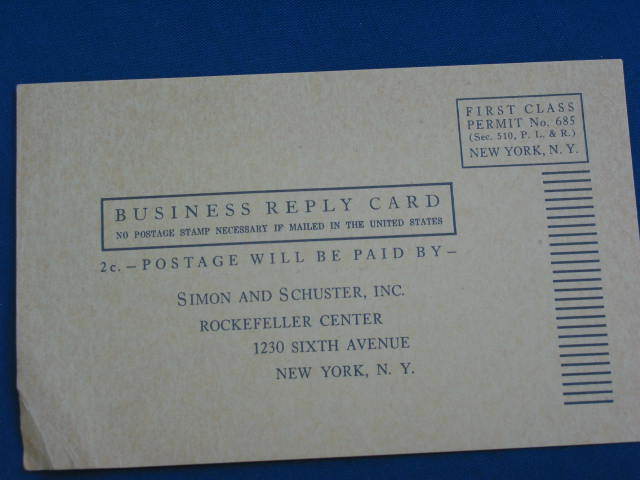 FIRST CLASS
PERMIT No. 685
(Sec. 510, P. L. & R.)
NEW YORK, N. Y.
BUSINESS REPLY CARD
NO POSTAGE STAMP NECESSARY IF MAILED IN THE UNITED STATES
2c. – POSTAGE WILL BE PAID BY –
SIMON AND SCHUSTER, INC.
ROCKEFELLER CENTER
1230 SIXTH AVENUE
NEW YORK, N. Y.